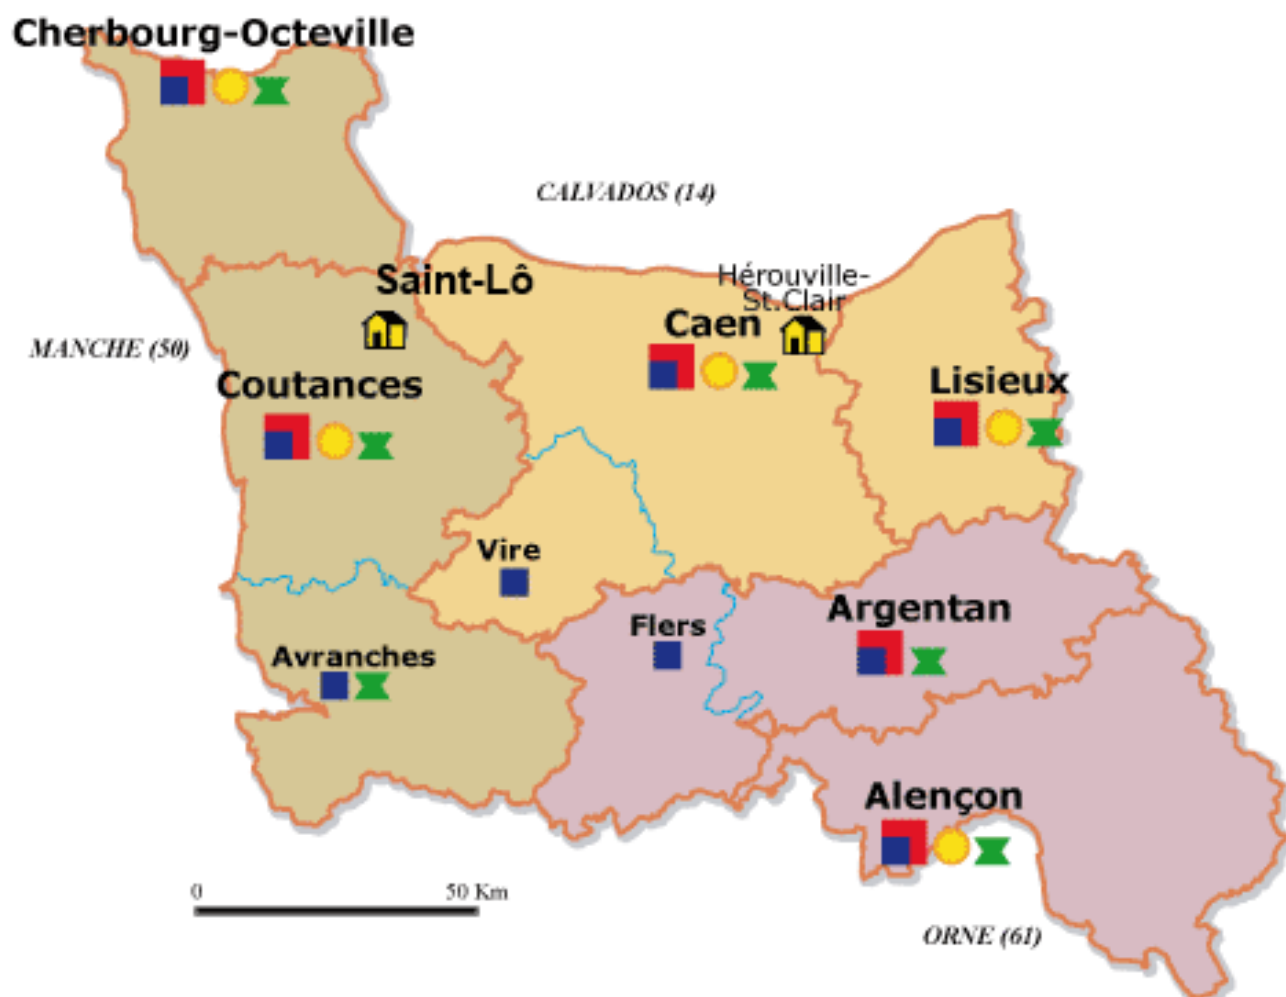 Cherbourg-Octeville
CALVADOS (14)
Hérouville-
St.Clair
Saint-Lô
Caen
MANCHE (50)
Coutances
Lisieux
Vire
Argentan
Flers
Avranches
Alençon
0 50 Km
ORNE (61)